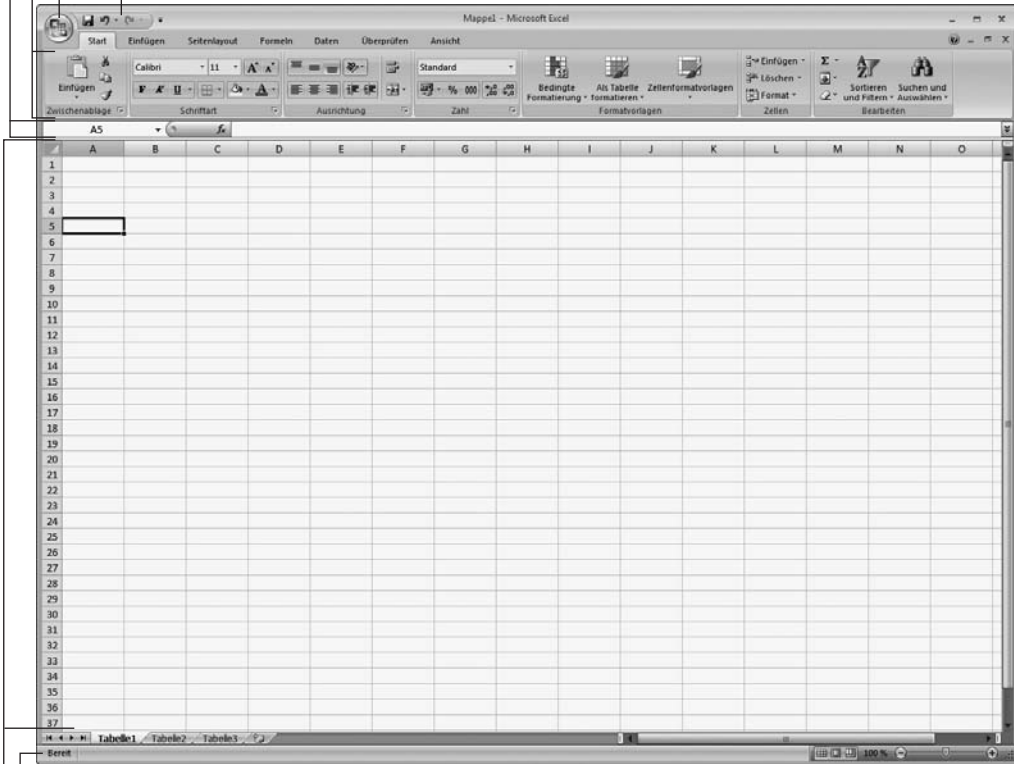 Mappe1 - Microsoft Excel
Start Einfügen Seitenlayout Formeln Daten Überprüfen Ansicht
Einfügen
Zwischenablage
Calibri 11 A A
F K U A
Schriftart
Ausrichtung
Standard
% 000
Zahl
Bedingte Formatierung
Als Tabelle formatieren
Zellenformatvorlagen
Formatvorlagen
Einfügen
Löschen
Format
Zellen
Σ
Sortieren und Filtern
Suchen und Auswählen
Bearbeiten
A5 fx
A B C D E F G H I J K L M N O
1
2
3
4
5
6
7
8
9
10
11
12
13
14
15
16
17
18
19
20
21
22
23
24
25
26
27
28
29
30
31
32
33
34
35
36
37
Tabelle1 Tabelle2 Tabelle3
Bereit 100 %